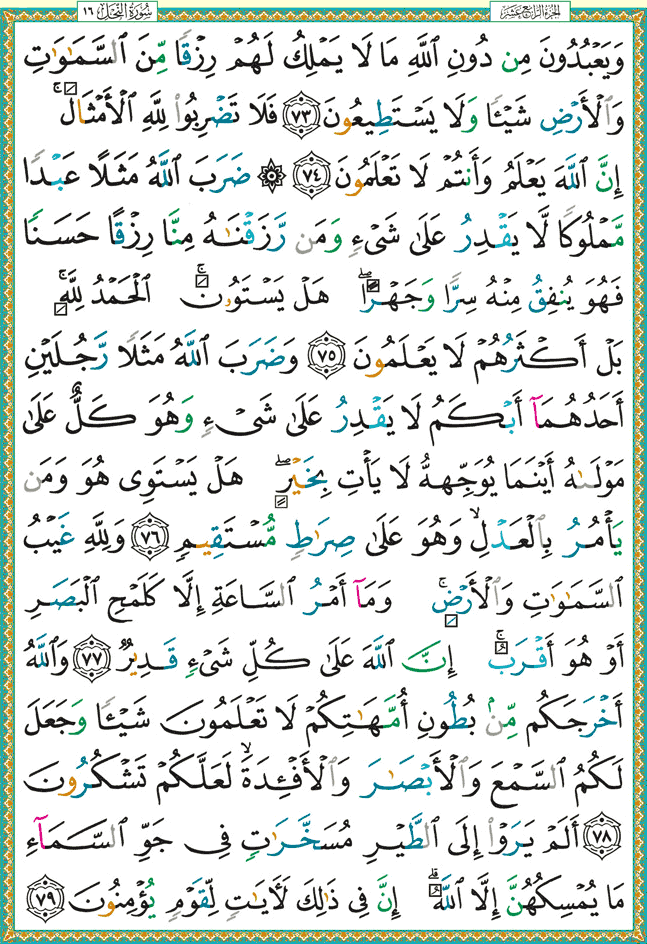 الجزء الرابع عشر
سورة النحل ١٦
وَيَعْبُدُونَ مِن دُونِ ٱللَّهِ مَا لَا يَمْلِكُ لَهُمْ رِزْقًا مِّنَ ٱلسَّمَـٰوَٰتِ
وَٱلْأَرْضِ شَيْـًٔا وَلَا يَسْتَطِيعُونَ ۝٧٣ فَلَا تَضْرِبُوا۟ لِلَّهِ ٱلْأَمْثَالَ ۚ
إِنَّ ٱللَّهَ يَعْلَمُ وَأَنتُمْ لَا تَعْلَمُونَ ۝٧٤ ۞ ضَرَبَ ٱللَّهُ مَثَلًا عَبْدًا
مَّمْلُوكًا لَّا يَقْدِرُ عَلَىٰ شَىْءٍ وَمَن رَّزَقْنَـٰهُ مِنَّا رِزْقًا حَسَنًا
فَهُوَ يُنفِقُ مِنْهُ سِرًّا وَجَهْرًا ۖ هَلْ يَسْتَوُۥنَ ۚ ٱلْحَمْدُ لِلَّهِ ۚ
بَلْ أَكْثَرُهُمْ لَا يَعْلَمُونَ ۝٧٥ وَضَرَبَ ٱللَّهُ مَثَلًا رَّجُلَيْنِ
أَحَدُهُمَآ أَبْكَمُ لَا يَقْدِرُ عَلَىٰ شَىْءٍ وَهُوَ كَلٌّ عَلَىٰ
مَوْلَىٰهُ أَيْنَمَا يُوَجِّههُّ لَا يَأْتِ بِخَيْرٍ ۖ هَلْ يَسْتَوِى هُوَ وَمَن
يَأْمُرُ بِٱلْعَدْلِ ۙ وَهُوَ عَلَىٰ صِرَٰطٍ مُّسْتَقِيمٍ ۝٧٦ وَلِلَّهِ غَيْبُ
ٱلسَّمَـٰوَٰتِ وَٱلْأَرْضِ ۚ وَمَآ أَمْرُ ٱلسَّاعَةِ إِلَّا كَلَمْحِ ٱلْبَصَرِ
أَوْ هُوَ أَقْرَبُ ۚ إِنَّ ٱللَّهَ عَلَىٰ كُلِّ شَىْءٍ قَدِيرٌ ۝٧٧ وَٱللَّهُ
أَخْرَجَكُم مِّنۢ بُطُونِ أُمَّهَـٰتِكُمْ لَا تَعْلَمُونَ شَيْـًٔا وَجَعَلَ
لَكُمُ ٱلسَّمْعَ وَٱلْأَبْصَـٰرَ وَٱلْأَفْـِٔدَةَ ۙ لَعَلَّكُمْ تَشْكُرُونَ
۝٧٨ أَلَمْ يَرَوْا۟ إِلَى ٱلطَّيْرِ مُسَخَّرَٰتٍ فِى جَوِّ ٱلسَّمَآءِ
مَا يُمْسِكُهُنَّ إِلَّا ٱللَّهُ ۗ إِنَّ فِى ذَٰلِكَ لَـَٔايَـٰتٍ لِّقَوْمٍ يُؤْمِنُونَ ۝٧٩